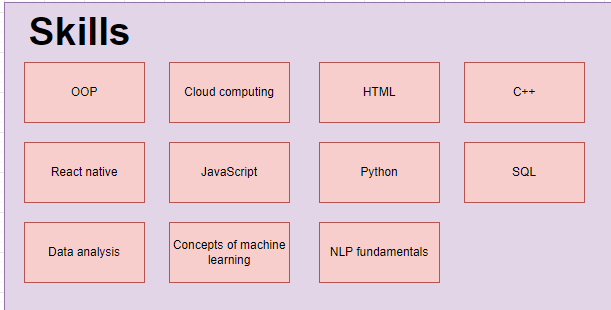 Skills
OOP
Cloud computing
HTML
C++
React native
JavaScript
Python
SQL
Data analysis
Concepts of machine
learning
NLP fundamentals